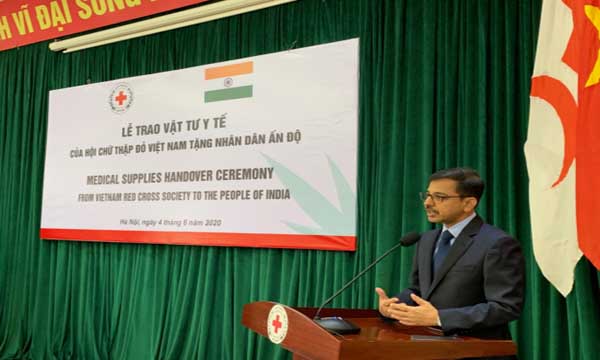 H VĨ ĐẠI SỐNG
LỄ TRAO VẬT TƯ Y TẾ
CỦA HỘI CHỮ THẬP ĐỎ VIỆT NAM TẶNG NHÂN DÂN ẤN ĐỘ
MEDICAL SUPPLIES HANDOVER CEREMONY
FROM VIETNAM RED CROSS SOCIETY TO THE PEOPLE OF INDIA
Hà Nội, ngày 4 tháng 6 năm 2020